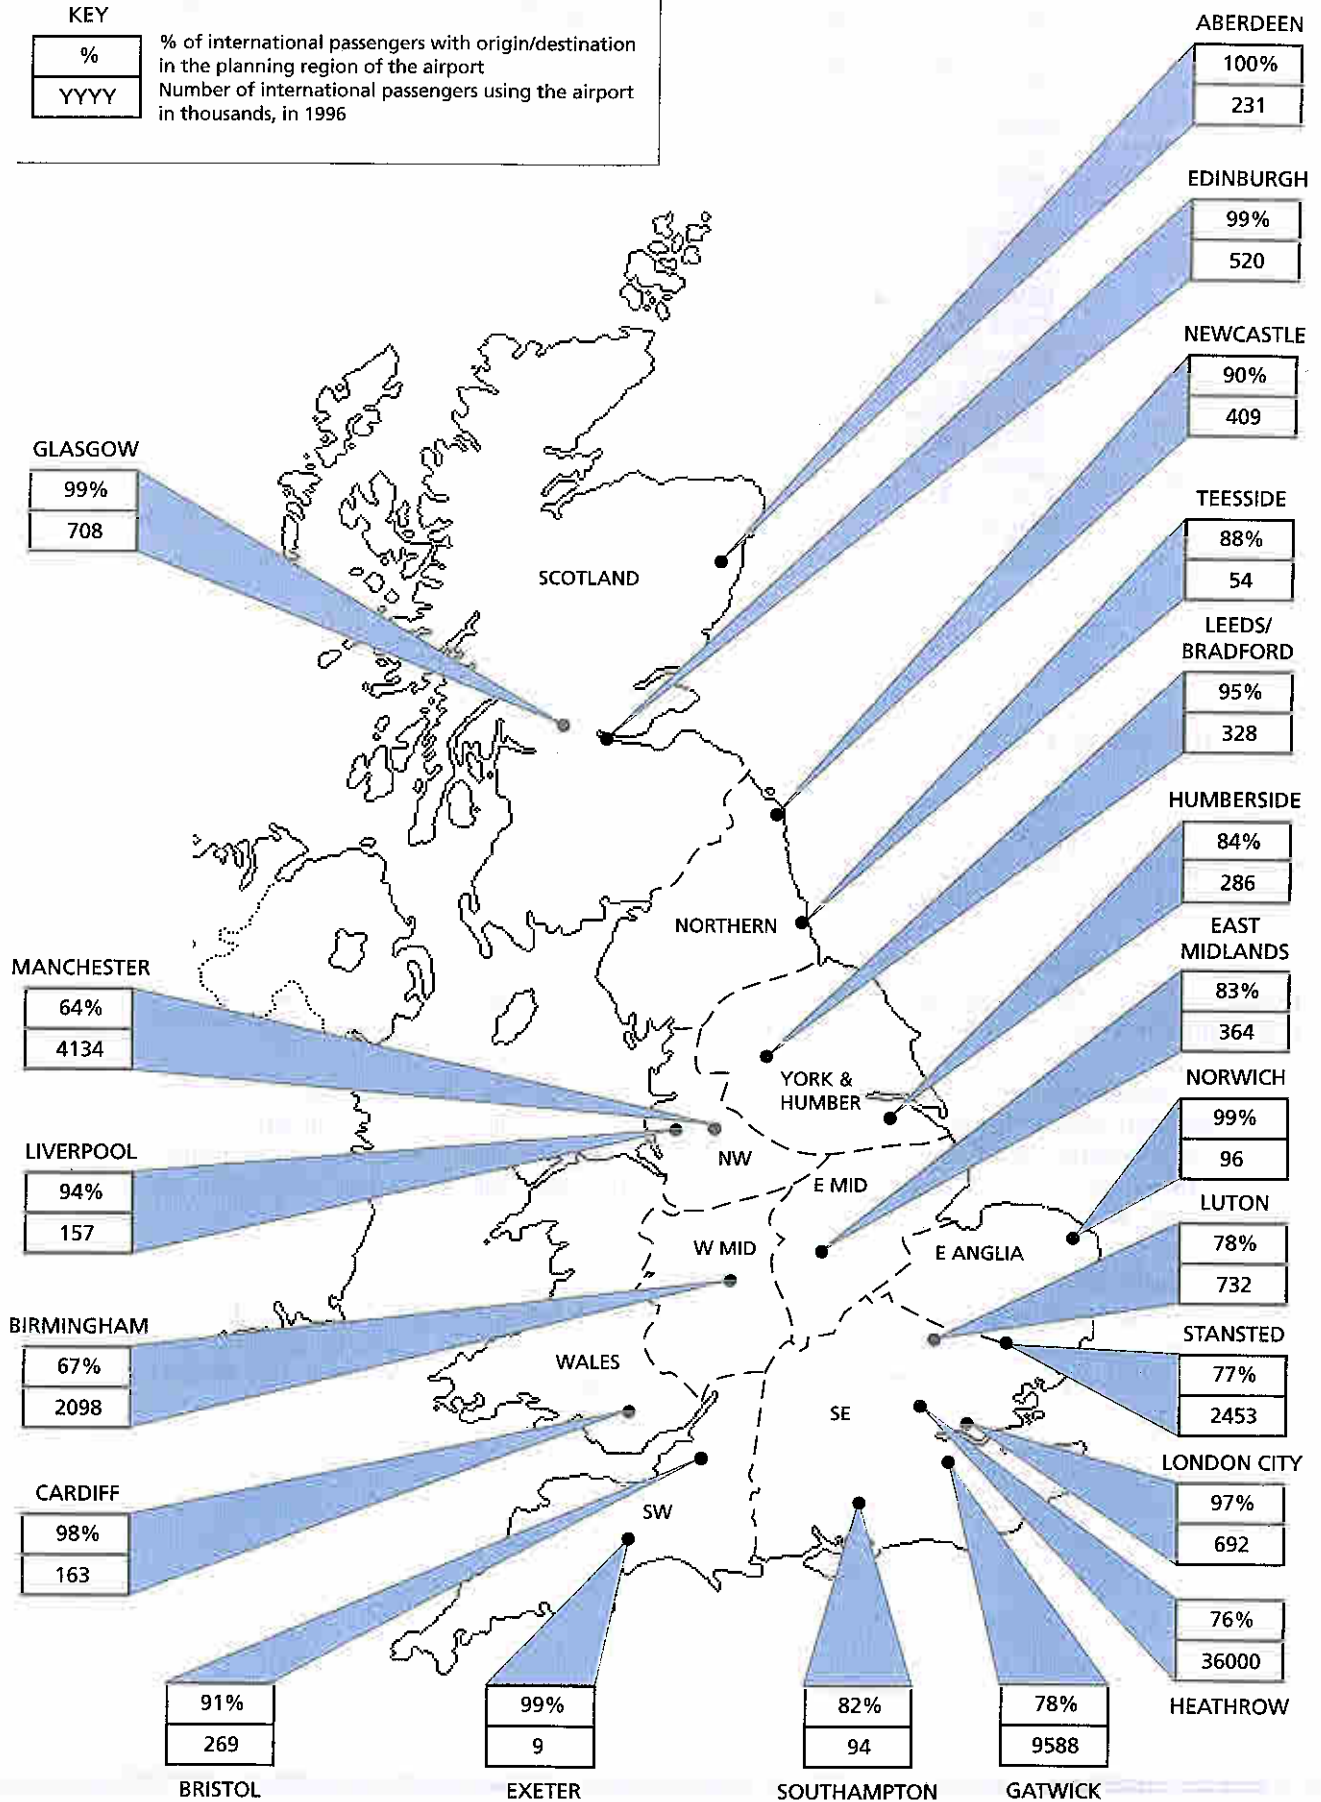 KEY
%
% of international passengers with origin/destination
in the planning region of the airport
YYYY
Number of international passengers using the airport
in thousands, in 1996
ABERDEEN
100%
231
EDINBURGH
99%
520
NEWCASTLE
90%
409
GLASGOW
99%
708
TEESSIDE
88%
54
SCOTLAND
LEEDS/
BRADFORD
95%
328
HUMBERSIDE
84%
286
NORTHERN
EAST
MIDLANDS
83%
364
MANCHESTER
64%
4134
YORK &
HUMBER
NORWICH
99%
96
LIVERPOOL
94%
157
NW
E MID
LUTON
78%
732
W MID
E ANGLIA
BIRMINGHAM
67%
2098
STANSTED
77%
2453
WALES
SE
CARDIFF
98%
163
LONDON CITY
97%
692
SW
76%
36000
HEATHROW
91%
269
BRISTOL
99%
9
EXETER
82%
94
SOUTHAMPTON
78%
9588
GATWICK